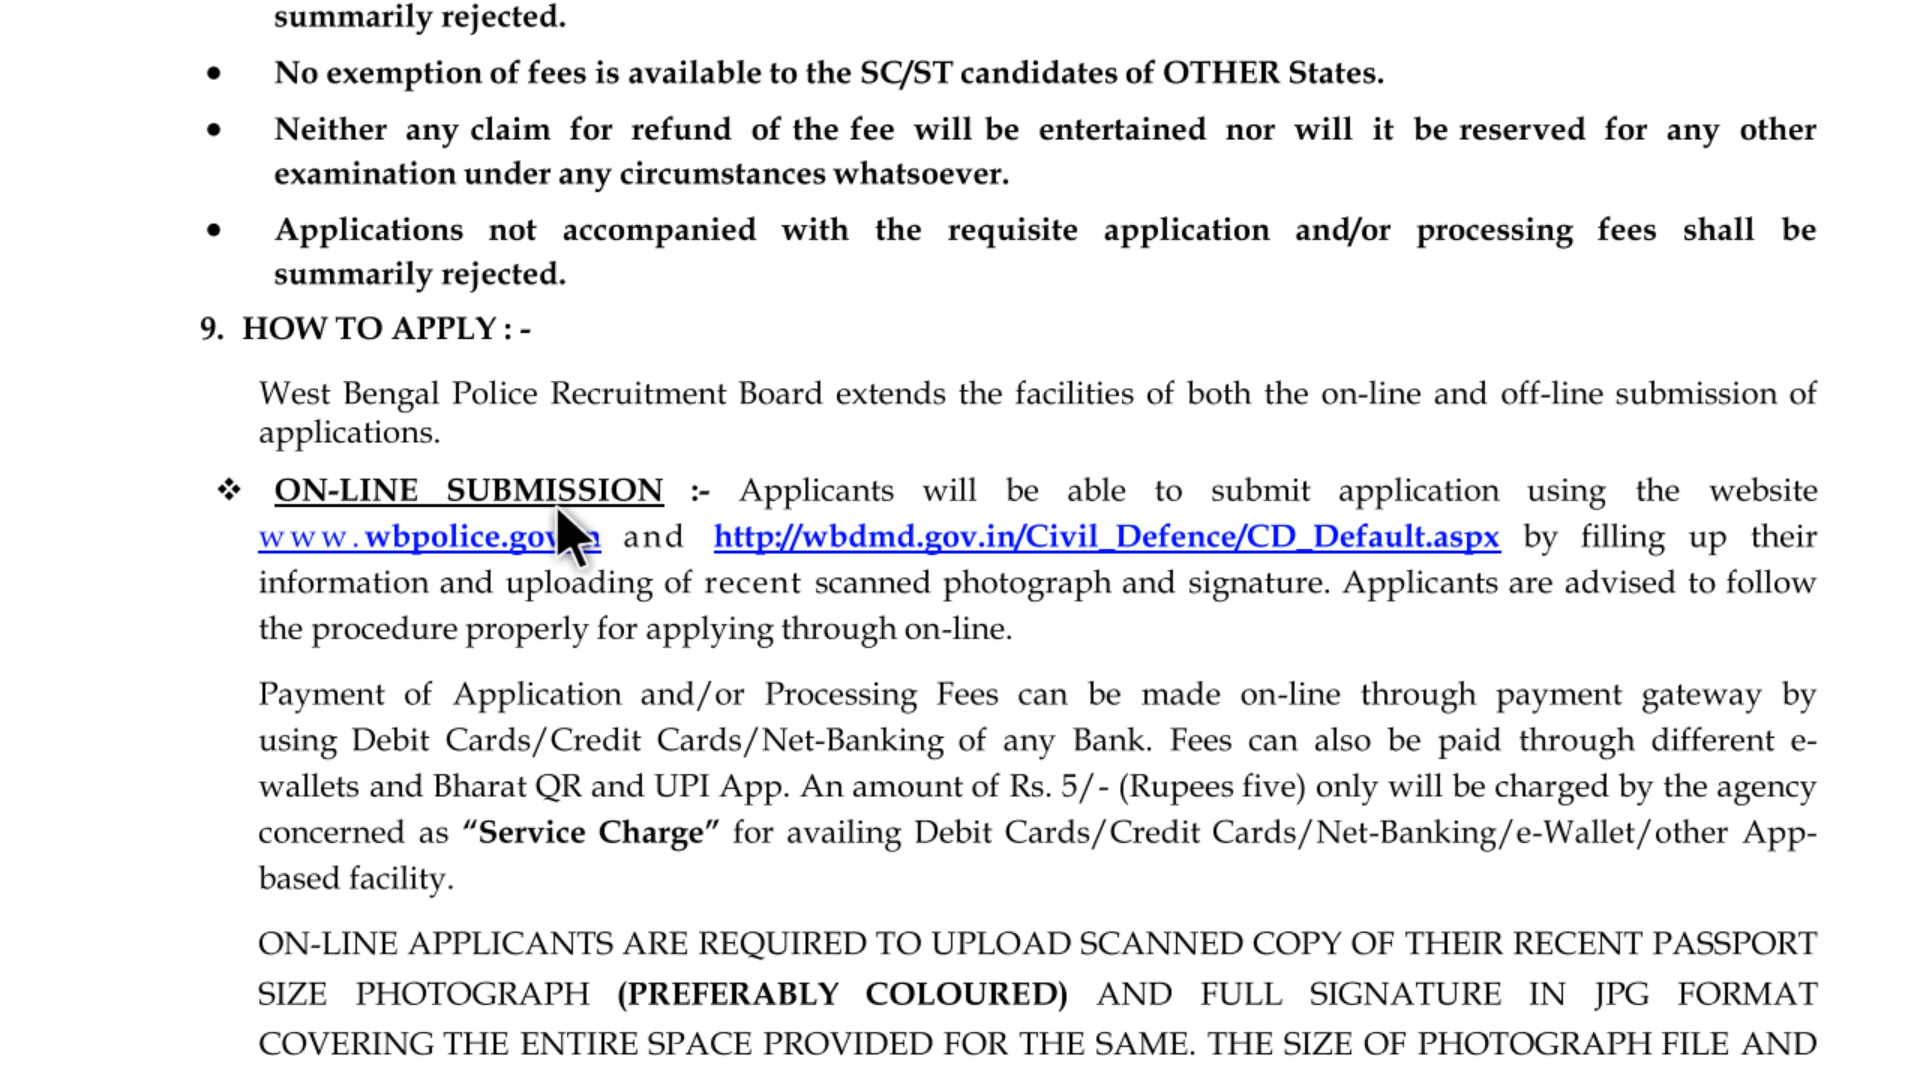 summarily rejected.
• No exemption of fees is available to the SC/ST candidates of OTHER States.
• Neither any claim for refund of the fee will be entertained nor will it be reserved for any other
examination under any circumstances whatsoever.
• Applications not accompanied with the requisite application and/or processing fees shall be
summarily rejected.
9. HOW TO APPLY : -
West Bengal Police Recruitment Board extends the facilities of both the on-line and off-line submission of
applications.
❖ ON-LINE SUBMISSION :- Applicants will be able to submit application using the website
www.wbpolice.gov and http://wbdmd.gov.in/Civil_Defence/CD_Default.aspx by filling up their
information and uploading of recent scanned photograph and signature. Applicants are advised to follow
the procedure properly for applying through on-line.
Payment of Application and/or Processing Fees can be made on-line through payment gateway by
using Debit Cards/Credit Cards/Net-Banking of any Bank. Fees can also be paid through different e-
wallets and Bharat QR and UPI App. An amount of Rs. 5/- (Rupees five) only will be charged by the agency
concerned as “Service Charge” for availing Debit Cards/Credit Cards/Net-Banking/e-Wallet/other App-
based facility.
ON-LINE APPLICANTS ARE REQUIRED TO UPLOAD SCANNED COPY OF THEIR RECENT PASSPORT
SIZE PHOTOGRAPH (PREFERABLY COLOURED) AND FULL SIGNATURE IN JPG FORMAT
COVERING THE ENTIRE SPACE PROVIDED FOR THE SAME. THE SIZE OF PHOTOGRAPH FILE AND